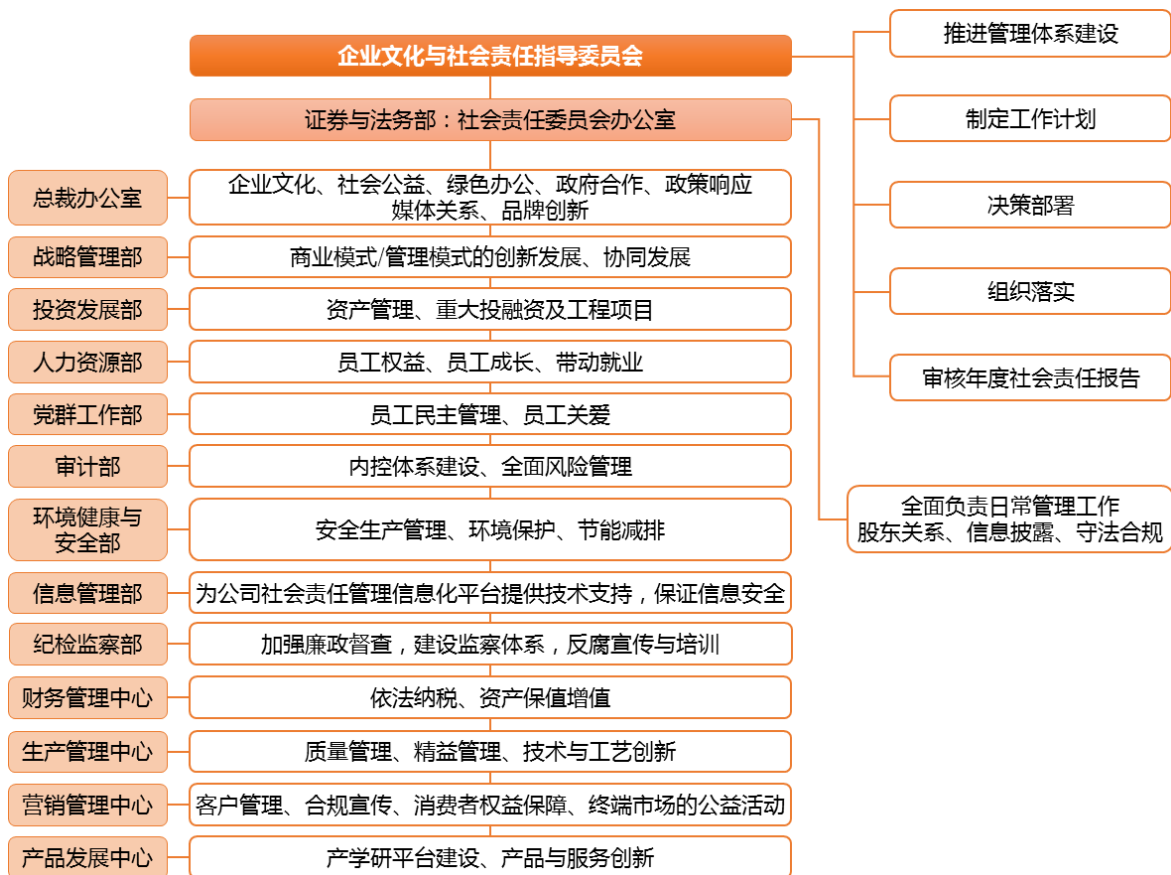 企业文化与社会责任指导委员会
证券与法务部：社会责任委员会办公室
总裁办公室
企业文化、社会公益、绿色办公、政府合作、政策响应
媒体关系、品牌创新
战略管理部
商业模式/管理模式的创新发展、协同发展
投资发展部
资产管理、重大投融资及工程项目
人力资源部
员工权益、员工成长、带动就业
党群工作部
员工民主管理、员工关爱
审计部
内控体系建设、全面风险管理
环境健康与
安全部
安全生产管理、环境保护、节能减排
信息管理部
为公司社会责任管理信息化平台提供技术支持，保证信息安全
纪检监察部
加强廉政督查，建设监察体系，反腐宣传与培训
财务管理中心
依法纳税、资产保值增值
生产管理中心
质量管理、精益管理、技术与工艺创新
营销管理中心
客户管理、合规宣传、消费者权益保障、终端市场的公益活动
产品发展中心
产学研平台建设、产品与服务创新
推进管理体系建设
制定工作计划
决策部署
组织落实
审核年度社会责任报告
全面负责日常管理工作
股东关系、信息披露、守法合规